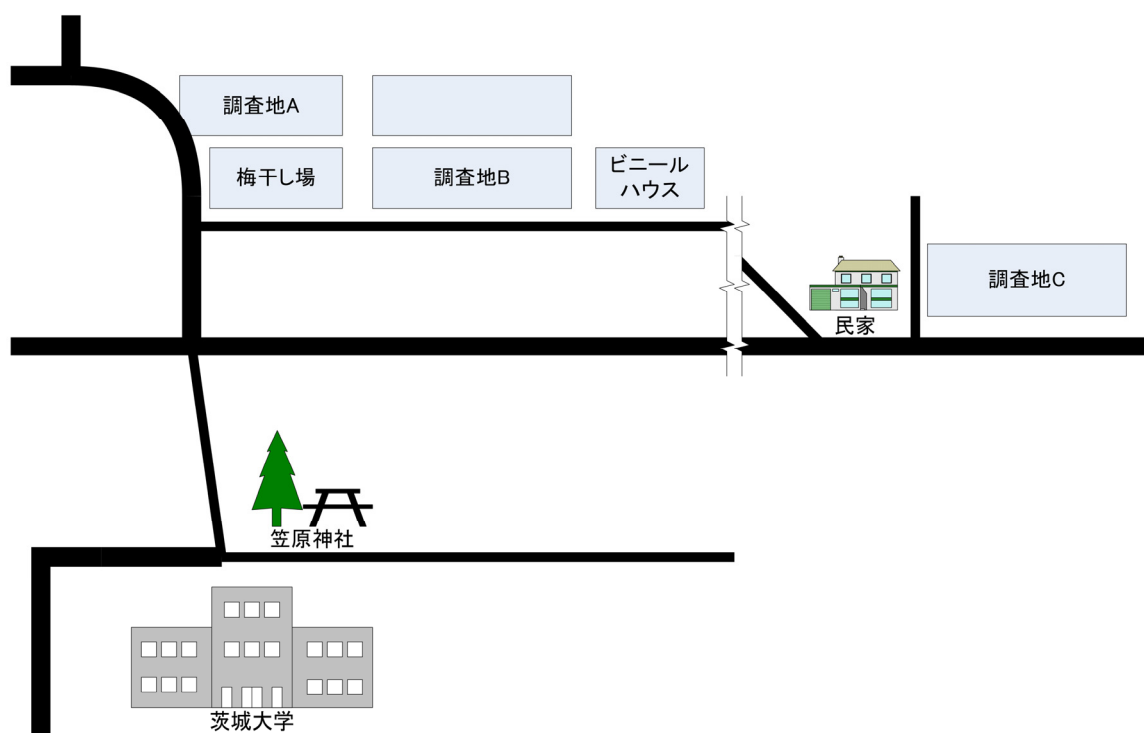 調査地A
梅干し場
調査地B
ビニール
ハウス
調査地C
民家
笠原神社
茨城大学